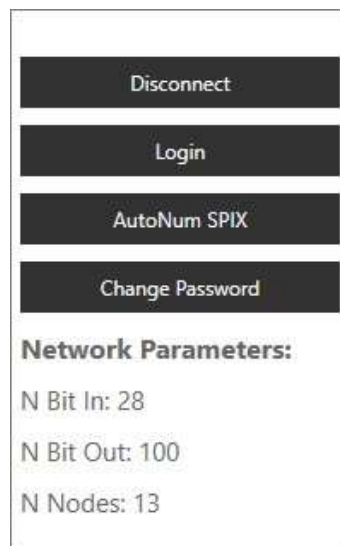 Disconnect
Login
AutoNum SPIX
Change Password
Network Parameters:
N Bit In: 28
N Bit Out: 100
N Nodes: 13